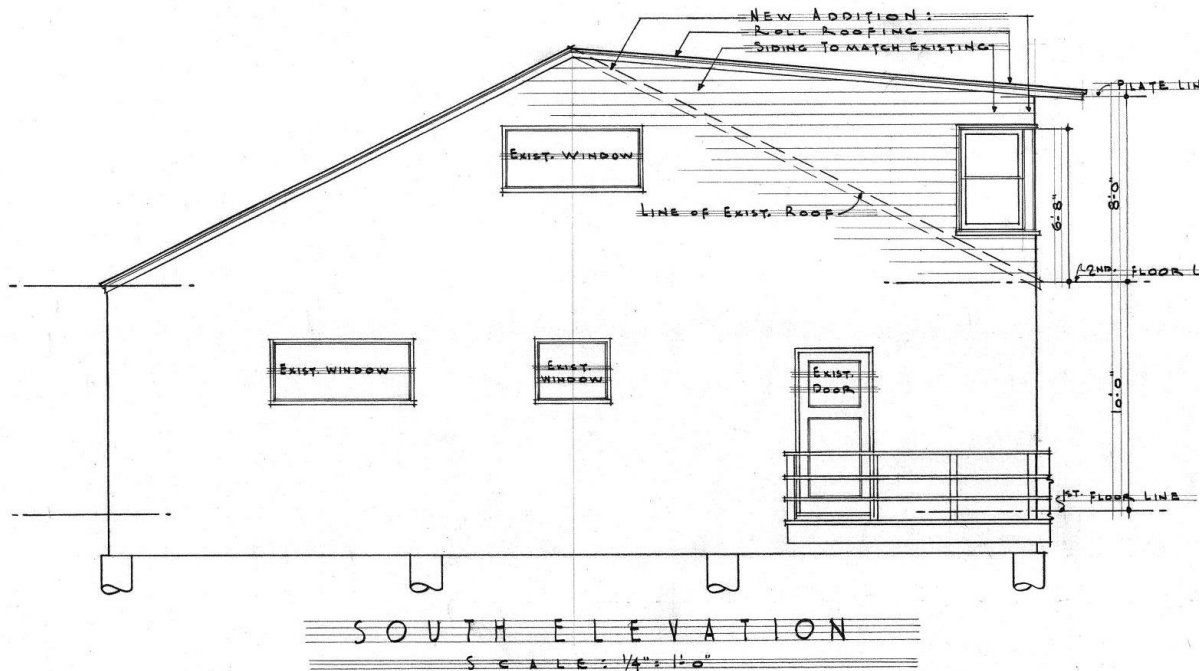 NEW ADDITION:
ROLL ROOFING
SIDING TO MATCH EXISTING
PLATE LIN
EXIST. WINDOW
LINE OF EXIST. ROOF
6'-8"
8'-0"
2ND. FLOOR L
EXIST. WINDOW
EXIST.
WINDOW
EXIST.
DOOR
10'-0"
1ST. FLOOR LINE
SOUTH ELEVATION
SCALE: 1/4" = 1'-0"